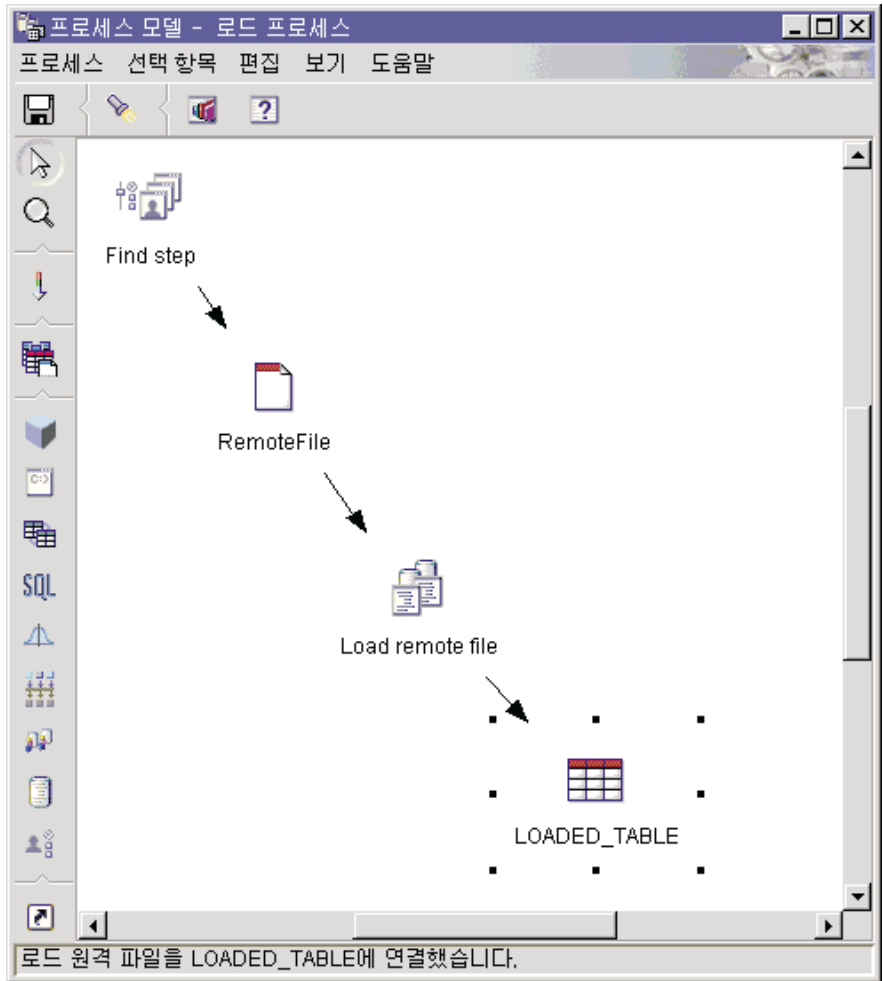 프로세스 모델 - 로드 프로세스
프로세스 선택 항목 편집 보기 도움말
Find step
RemoteFile
C:>
SQL
Load remote file
LOADED_TABLE
로드 원격 파일을 LOADED_TABLE에 연결했습니다.